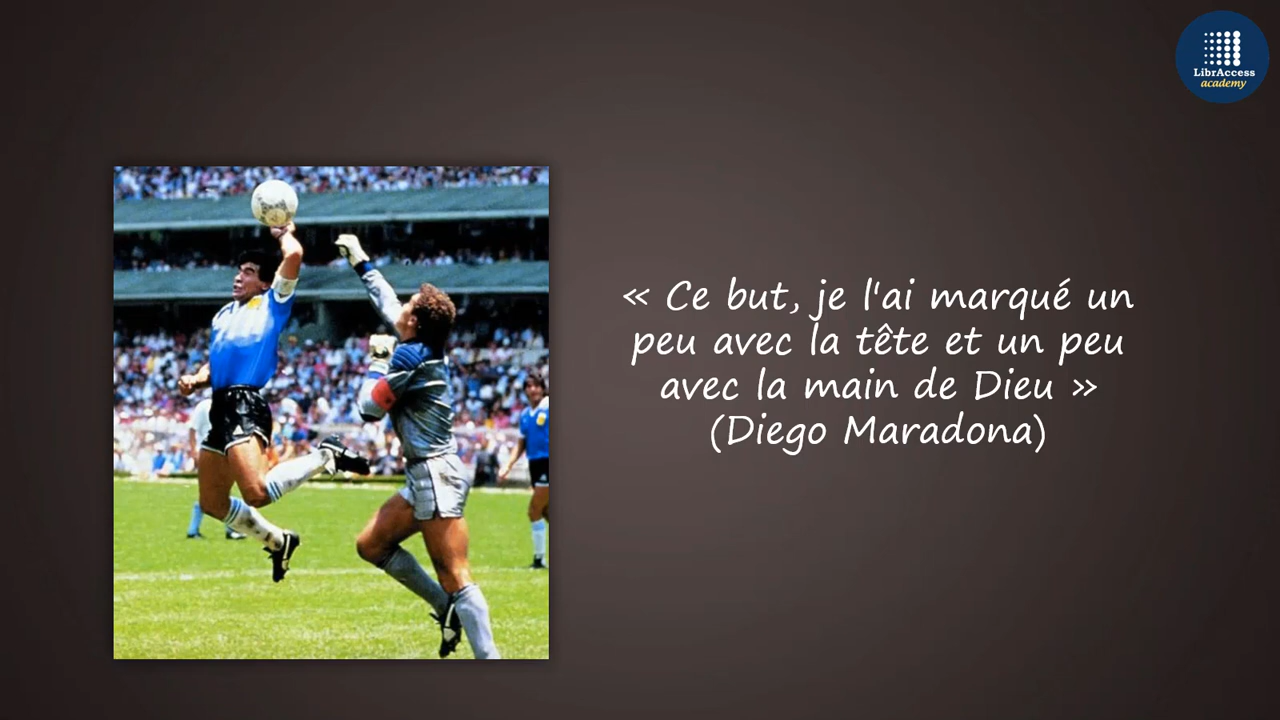 LibrAccess
academy
« Ce but, je l'ai marqué un
peu avec la tête et un peu
avec la main de Dieu »
(Diego Maradona)